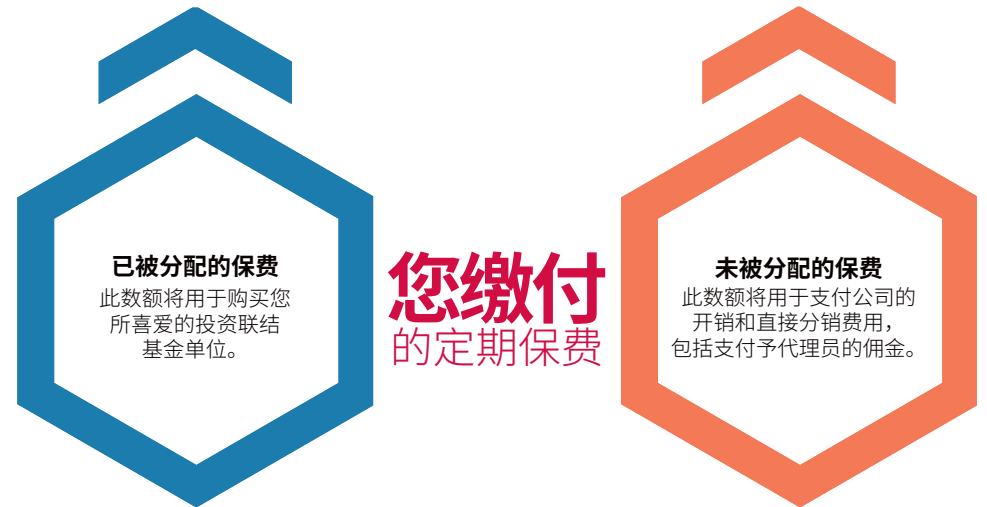 已被分配的保费
此数额将用于购买您
所喜爱的投资联结
基金单位。
您缴付
的定期保费
未被分配的保费
此数额将用于支付公司的
开销和直接分销费用，
包括支付予代理员的佣金。